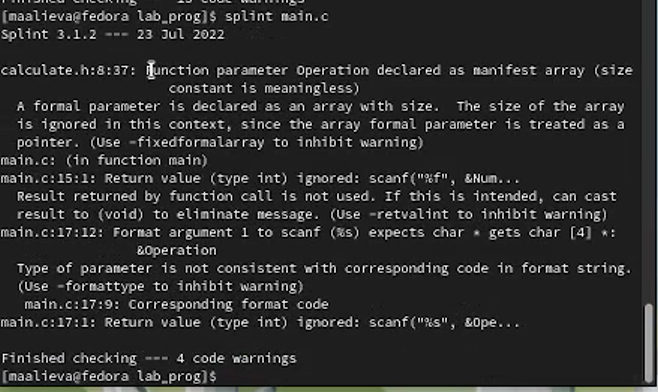 [maalieva@fedora lab_prog]$ splint main.c
Splint 3.1.2 --- 23 Jul 2022
calculate.h:8:37: Function parameter Operation declared as manifest array (size
constant is meaningless)
A formal parameter is declared as an array with size. The size of the array
is ignored in this context, since the array formal parameter is treated as a
pointer. (Use -fixedformalarray to inhibit warning)
main.c: (in function main)
main.c:15:1: Return value (type int) ignored: scanf("%f", &Num...
Result returned by function call is not used. If this is intended, can cast
result to (void) to eliminate message. (Use -retvalint to inhibit warning)
main.c:17:12: Format argument 1 to scanf (%s) expects char * gets char [4] *:
&Operation
Type of parameter is not consistent with corresponding code in format string.
(Use -formattype to inhibit warning)
main.c:17:9: Corresponding format code
main.c:17:1: Return value (type int) ignored: scanf("%s", &Ope...
Finished checking --- 4 code warnings
[maalieva@fedora lab_prog]$